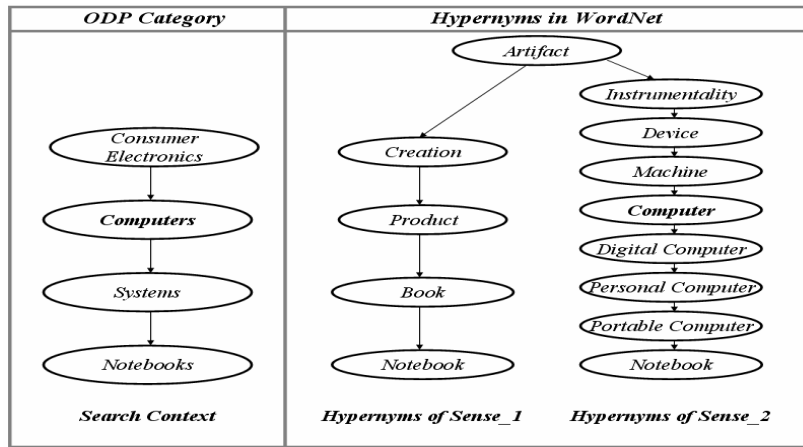 ODP Category
Hypernyms in WordNet
Consumer
Electronics
Computers
Systems
Notebooks
Search Context
Artifact
Creation
Product
Book
Notebook
Hypernyms of Sense_1
Instrumentality
Device
Machine
Computer
Digital Computer
Personal Computer
Portable Computer
Notebook
Hypernyms of Sense_2